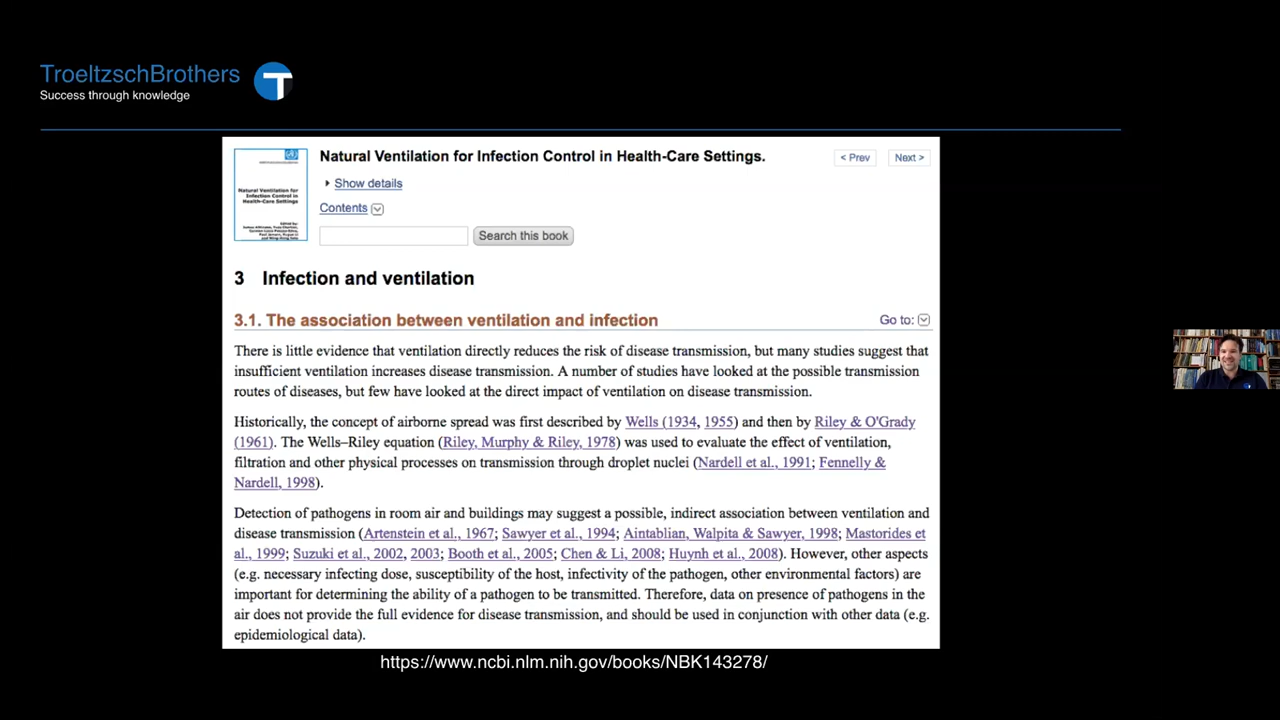 TroeltzschBrothers
Success through knowledge
T
Natural Ventilation for
Infection Control in
Health-Care Settings
Natural Ventilation for Infection Control in Health-Care Settings.
< Prev
Next >
Show details
Contents
Search this book
3 Infection and ventilation
3.1. The association between ventilation and infection
Go to:
There is little evidence that ventilation directly reduces the risk of disease transmission, but many studies suggest that
insufficient ventilation increases disease transmission. A number of studies have looked at the possible transmission
routes of diseases, but few have looked at the direct impact of ventilation on disease transmission.
Historically, the concept of airborne spread was first described by Wells (1934, 1955) and then by Riley & O'Grady
(1961). The Wells–Riley equation (Riley, Murphy & Riley, 1978) was used to evaluate the effect of ventilation,
filtration and other physical processes on transmission through droplet nuclei (Nardell et al., 1991; Fennelly &
Nardell, 1998).
Detection of pathogens in room air and buildings may suggest a possible, indirect association between ventilation and
disease transmission (Artenstein et al., 1967; Sawyer et al., 1994; Aintablian, Walpita & Sawyer, 1998; Mastorides et
al., 1999; Suzuki et al., 2002, 2003; Booth et al., 2005; Chen & Li, 2008; Huynh et al., 2008). However, other aspects
(e.g. necessary infecting dose, susceptibility of the host, infectivity of the pathogen, other environmental factors) are
important for determining the ability of a pathogen to be transmitted. Therefore, data on presence of pathogens in the
air does not provide the full evidence for disease transmission, and should be used in conjunction with other data (e.g.
epidemiological data).
https://www.ncbi.nlm.nih.gov/books/NBK143278/